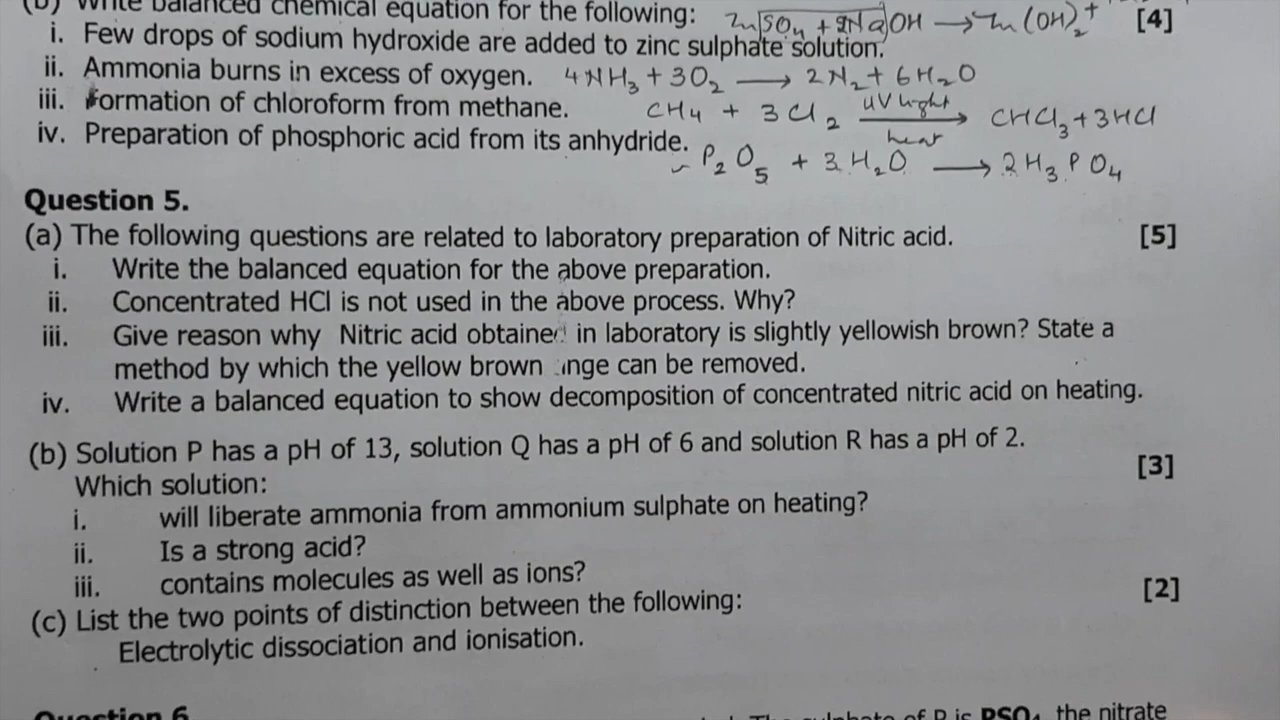 (b) Write balanced chemical equation for the following: ZnSO₄ + 2NaOH → Zn(OH)₂ + [4]
i. Few drops of sodium hydroxide are added to zinc sulphate solution.
ii. Ammonia burns in excess of oxygen. 4NH₃ + 3O₂ → 2N₂ + 6H₂O
iii. Formation of chloroform from methane. CH₄ + 3Cl₂ UV light → heat CHCl₃ + 3HCl
iv. Preparation of phosphoric acid from its anhydride.
P₂O₅ + 3H₂O → 2H₃PO₄
Question 5.
(a) The following questions are related to laboratory preparation of Nitric acid. [5]
i. Write the balanced equation for the above preparation.
ii. Concentrated HCl is not used in the above process. Why?
iii. Give reason why Nitric acid obtained in laboratory is slightly yellowish brown? State a
method by which the yellow brown can be removed.
iv. Write a balanced equation to show decomposition of concentrated nitric acid on heating.
(b) Solution P has a pH of 13, solution Q has a pH of 6 and solution R has a pH of 2.
Which solution: [3]
i. will liberate ammonia from ammonium sulphate on heating?
ii. Is a strong acid?
iii. contains molecules as well as ions?
(c) List the two points of distinction between the following: [2]
Electrolytic dissociation and ionisation.
Question 6
sulphate of R is RSO₄, the nitrate